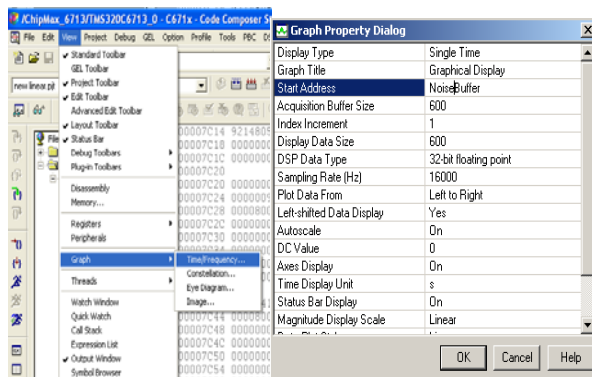 /ChipMax_6713/TMS320C6713_0 - C671x - Code Composer S
File Edit View Project Debug GEL Option Profile Tools PBC
Standard Toolbar
GEL Toolbar
Project Toolbar
Edit Toolbar
Advanced Edit Toolbar
Layout Toolbar
Status Bar
Debug Toolbars
Plug-in Toolbars
Disassembly
Memory...
Registers
Peripherals
Graph
Threads
Watch Window
Quick Watch
Call Stack
Expression List
Output Window
Symbol Browser
Time/Frequency...
Constellation...
Eye Diagram...
Image...
00007C14 9214805
00007C18 0000000
00007C1C 0000000
00007C20
00007C20 0000000
00007C24 0000009
00007C28 0000800
00007C2C 0000000
00007C30 0000000
00007C44 0000000
00007C48 0000000
00007C4C 0000000
00007C50 0000000
00007C54 0000000
Graph Property Dialog
Display Type Single Time
Graph Title Graphical Display
Start Address NoiseBuffer
Acquisition Buffer Size 600
Index Increment 1
Display Data Size 600
DSP Data Type 32-bit floating point
Sampling Rate (Hz) 16000
Plot Data From Left to Right
Left-shifted Data Display Yes
Autoscale On
DC Value 0
Axes Display On
Time Display Unit s
Status Bar Display On
Magnitude Display Scale Linear
OK Cancel Help